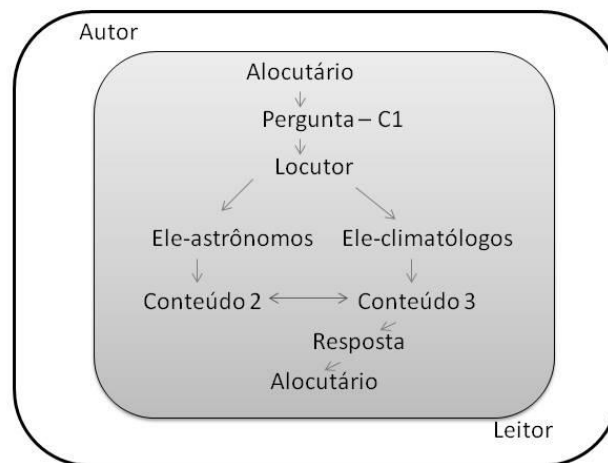 Autor
Alocutário
Pergunta – C1
Locutor
Ele-astrônomos Ele-climatólogos
Conteúdo 2 Conteúdo 3
Resposta
Alocutário
Leitor